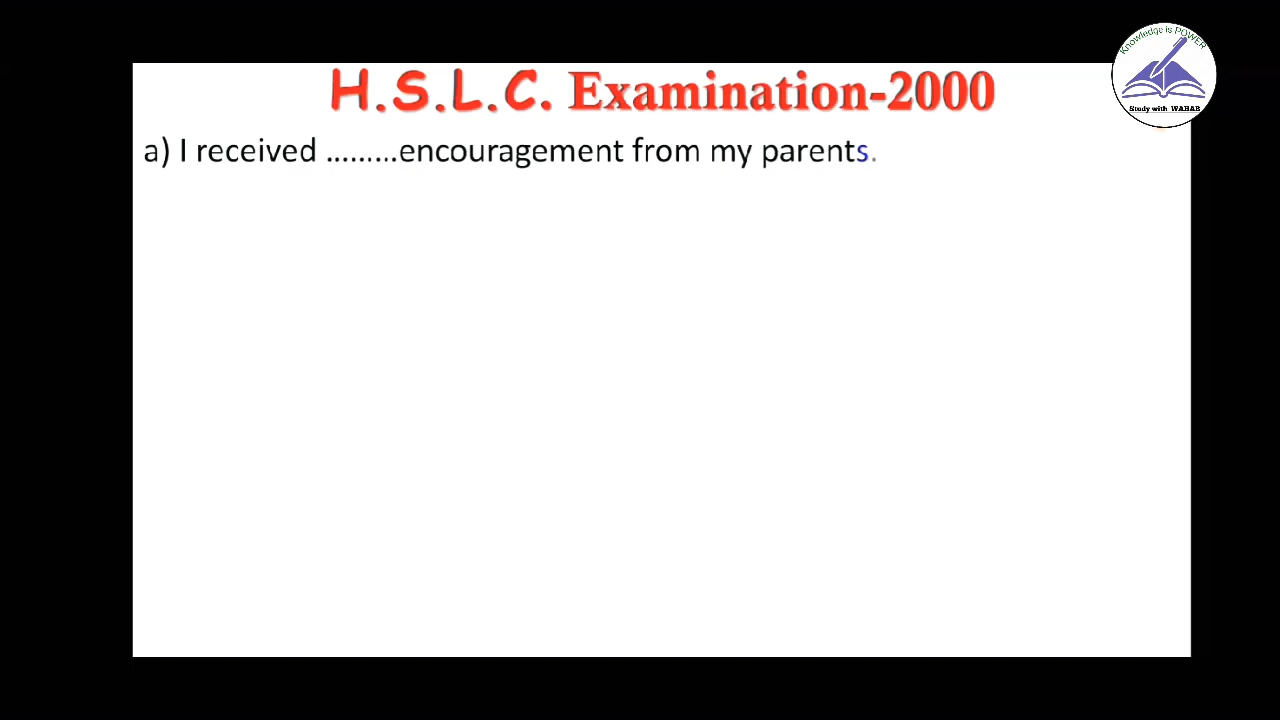 Knowledge is POWER
Study with WAHAB
H.S.L.C. Examination-2000
a) I received .........encouragement from my parents.